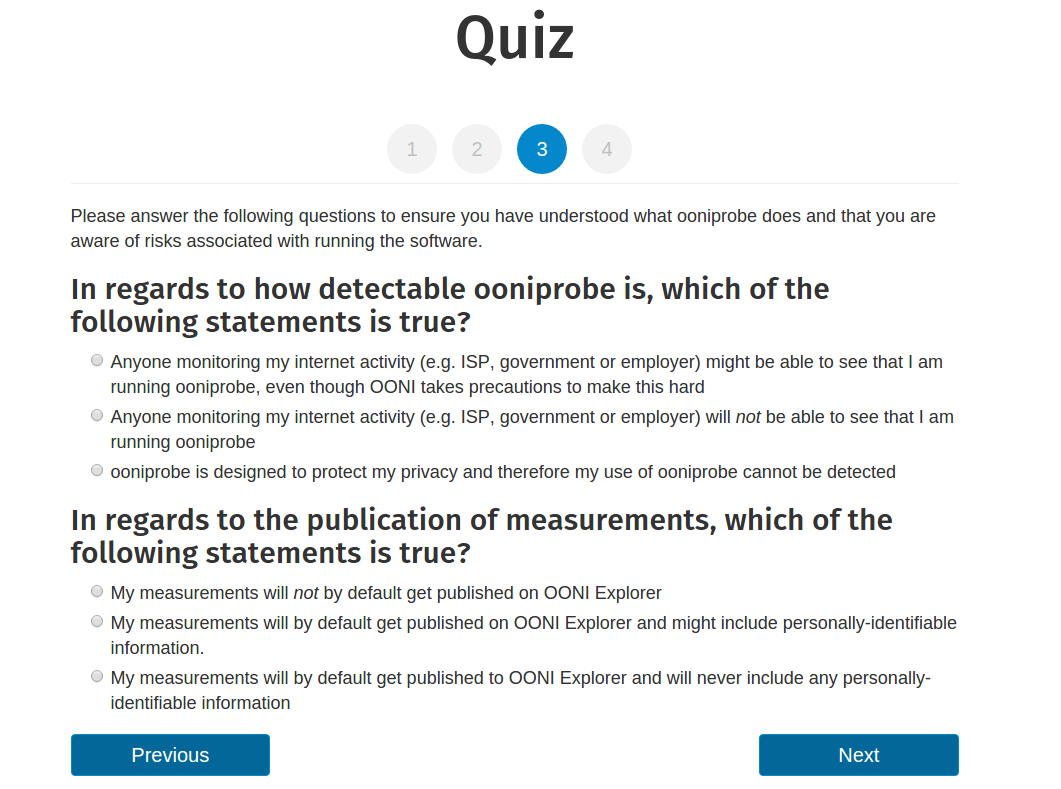 Quiz
1 2 3 4
Please answer the following questions to ensure you have understood what ooniprobe does and that you are
aware of risks associated with running the software.
In regards to how detectable ooniprobe is, which of the
following statements is true?
Anyone monitoring my internet activity (e.g. ISP, government or employer) might be able to see that I am
running ooniprobe, even though OONI takes precautions to make this hard
Anyone monitoring my internet activity (e.g. ISP, government or employer) will not be able to see that I am
running ooniprobe
ooniprobe is designed to protect my privacy and therefore my use of ooniprobe cannot be detected
In regards to the publication of measurements, which of the
following statements is true?
My measurements will not by default get published on OONI Explorer
My measurements will by default get published on OONI Explorer and might include personally-identifiable
information.
My measurements will by default get published to OONI Explorer and will never include any personally-
identifiable information
Previous Next